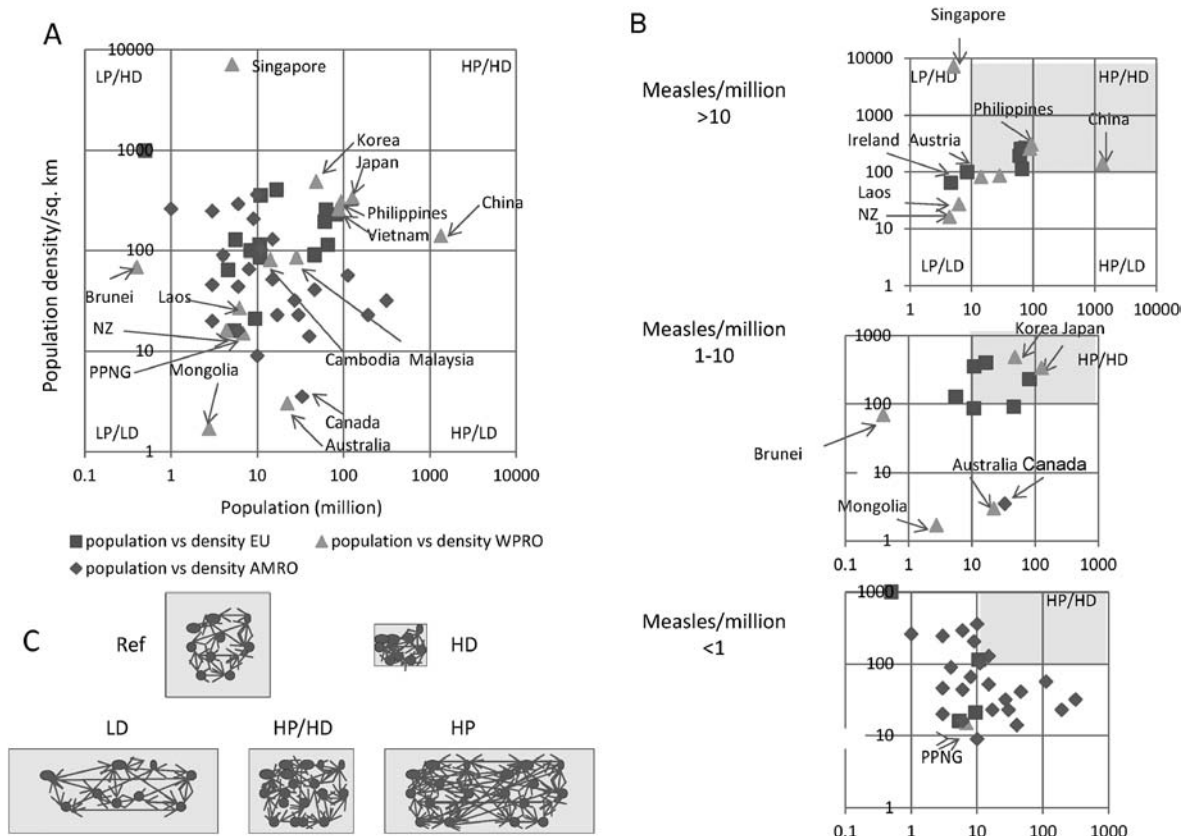 A
10000
LP/HD
Singapore
HP/HD
1000
Korea
Japan
Philippines
Vietnam
China
100
Brunei
Laos
NZ
10
PPNG
Mongolia
Cambodia Malaysia
Canada
Australia
LP/LD
HP/LD
1
0.1 1 10 100 1000 10000
Population density/sq. km
Population (million)
population vs density EU
population vs density WPRO
population vs density AMRO
B
Singapore
Measles/million
>10
10000
LP/HD
HP/HD
1000
Philippines
China
Ireland Austria
100
Laos
NZ
10
LP/LD
HP/LD
1
1 10 100 1000 10000
Measles/million
1-10
1000
Korea Japan
HP/HD
100
Brunei
10
Australia Canada
Mongolia
1
0.1 1 10 100 1000
Measles/million
<1
1000
HP/HD
100
10
PPNG
1
0.1 1 10 100 1000
C
Ref
HD
LD
HP/HD
HP